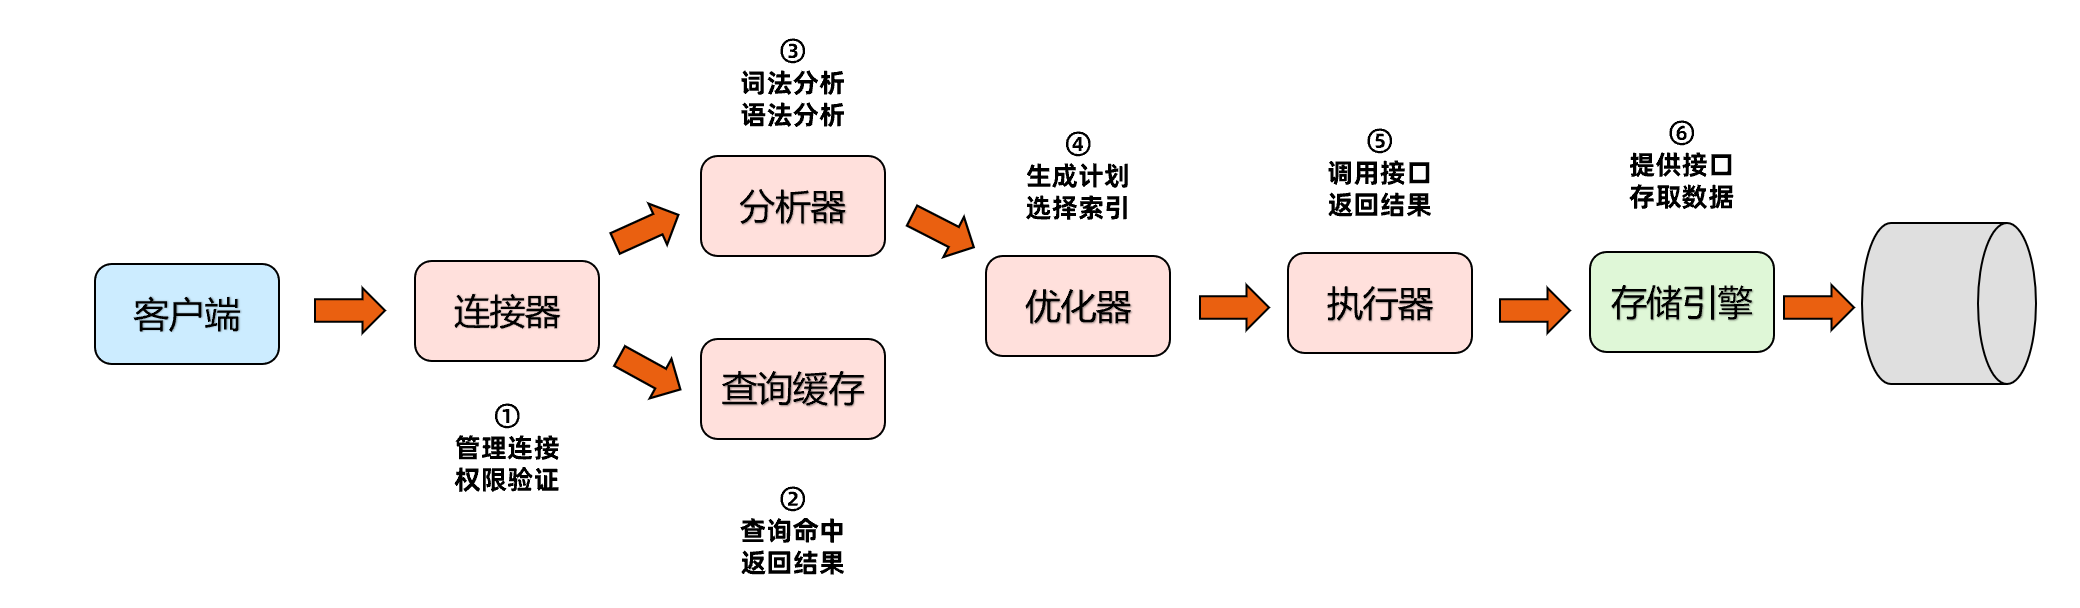 客户端
连接器
①
管理连接
权限验证
查询缓存
②
查询命中
返回结果
③
词法分析
语法分析
分析器
④
生成计划
选择索引
优化器
⑤
调用接口
返回结果
执行器
⑥
提供接口
存取数据
存储引擎